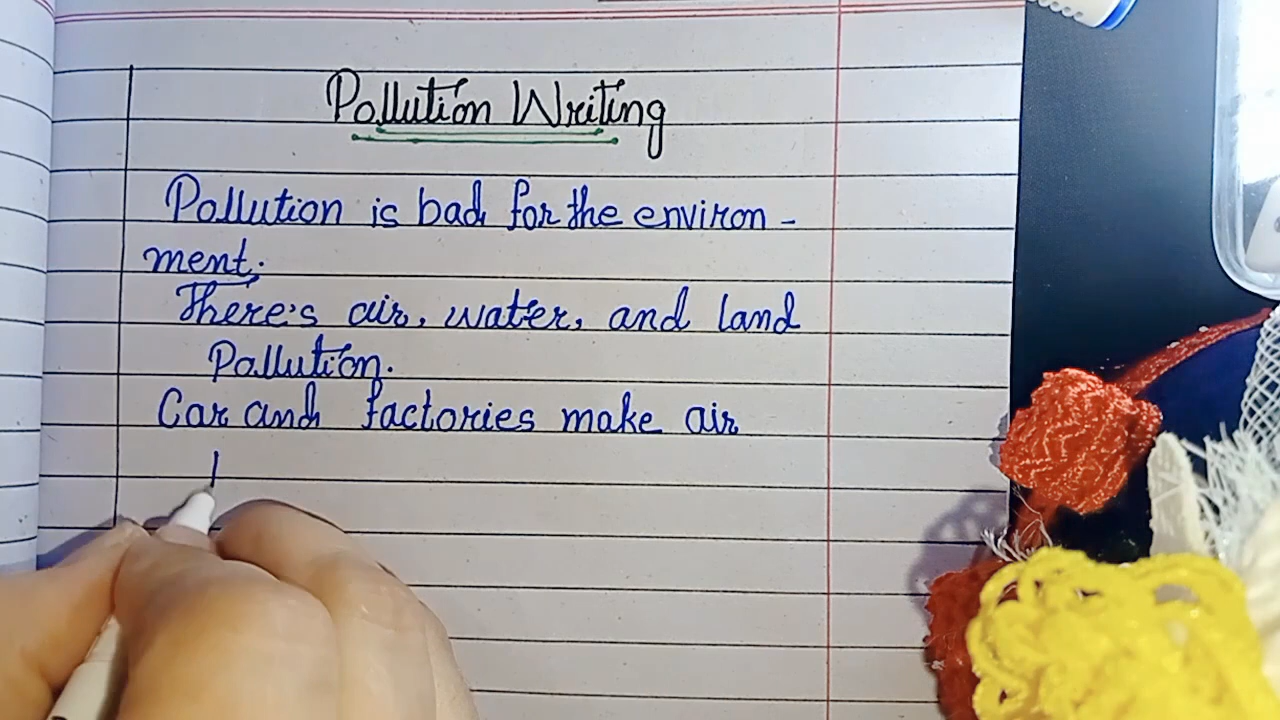 Pollution Writing
Pollution is bad for the environ-
ment.
There's air, water, and land
Pollution.
Car and factories make air